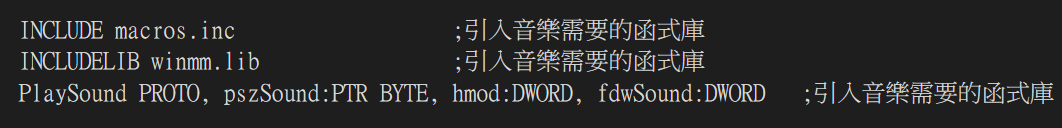 INCLUDE macros.inc ;引入音樂需要的函式庫
INCLUDELIB winmm.lib ;引入音樂需要的函式庫
PlaySound PROTO, pszSound:PTR BYTE, hmod:DWORD, fdwSound:DWORD ;引入音樂需要的函式庫